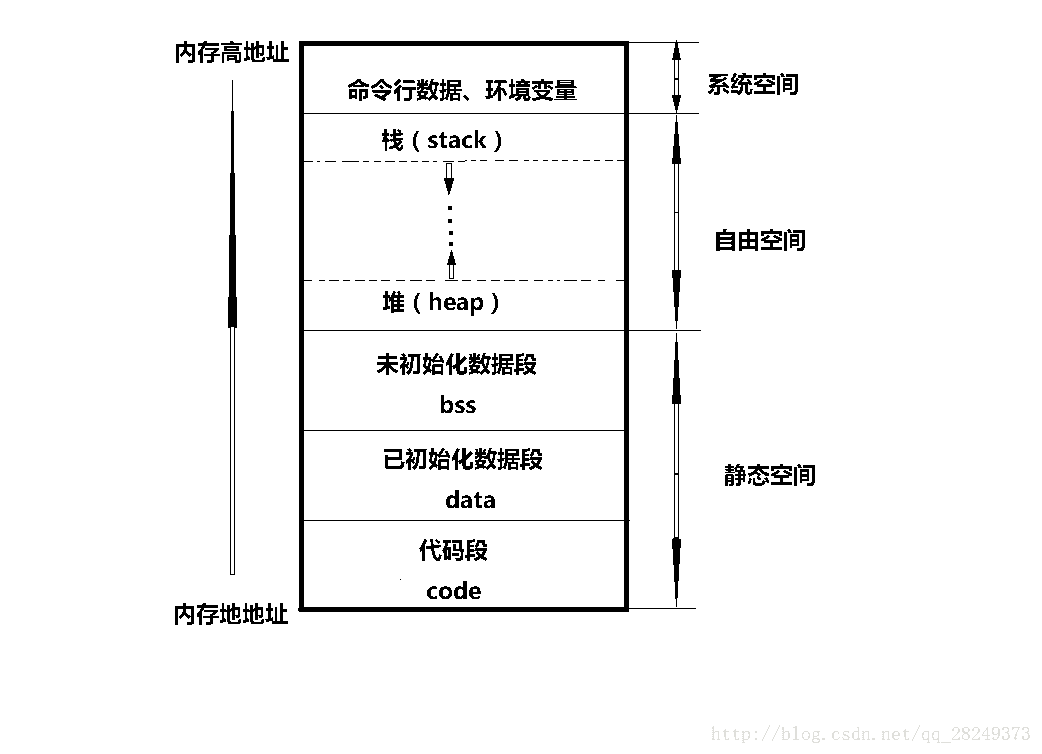 内存高地址
命令行数据、环境变量
系统空间
栈（stack）
自由空间
堆（heap）
未初始化数据段
bss
已初始化数据段
data
静态空间
代码段
code
内存地地址
http://blog.csdn.net/qq_28249373